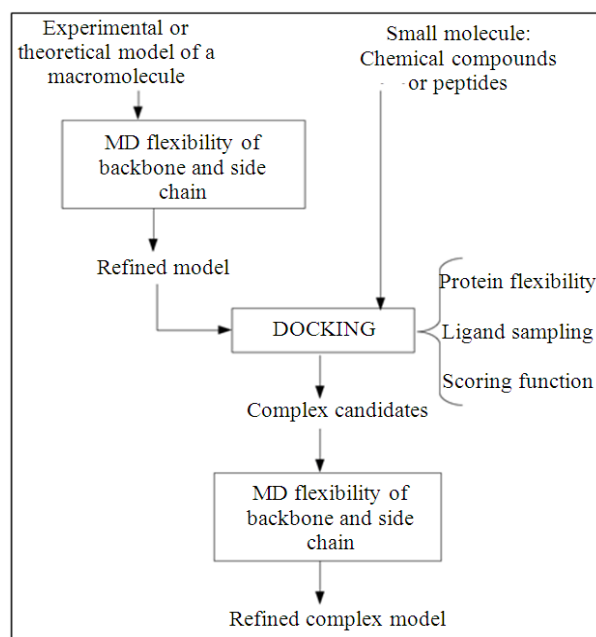 Experimental or
theoretical model of a
macromolecule
Small molecule:
Chemical compounds
or peptides
MD flexibility of
backbone and side
chain
Refined model
DOCKING
Protein flexibility
Ligand sampling
Scoring function
Complex candidates
MD flexibility of
backbone and side
chain
Refined complex model